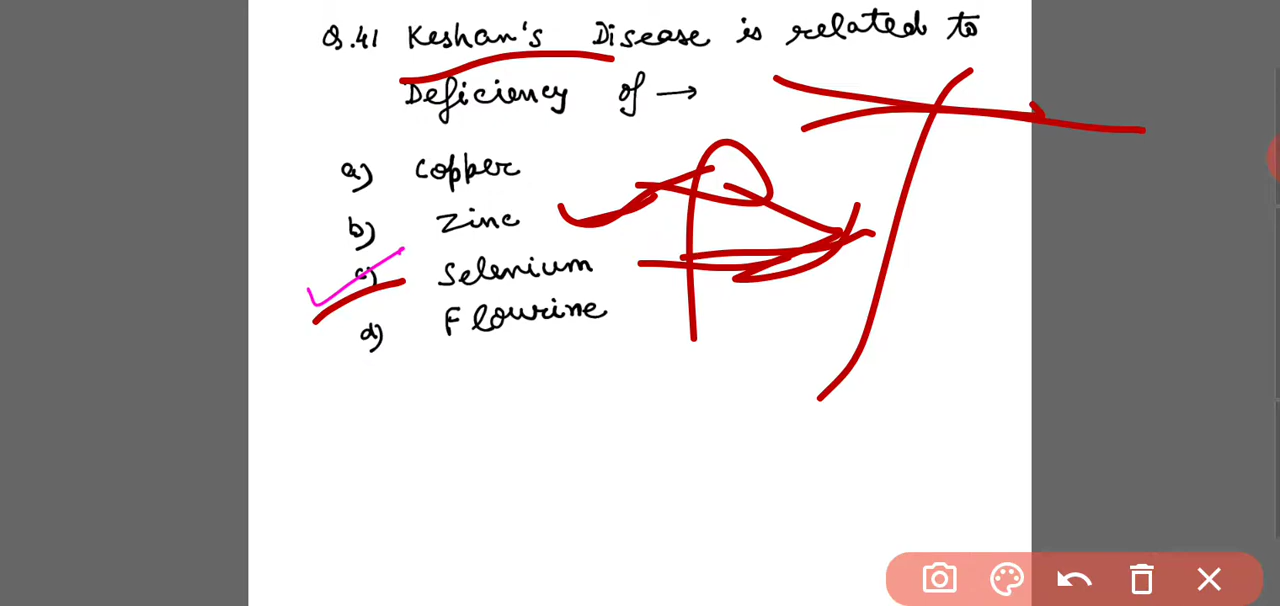 Q.41 Keshan's Disease is related to
Deficiency of →
a) Copper
b) Zinc
c) Selenium
d) Flourine